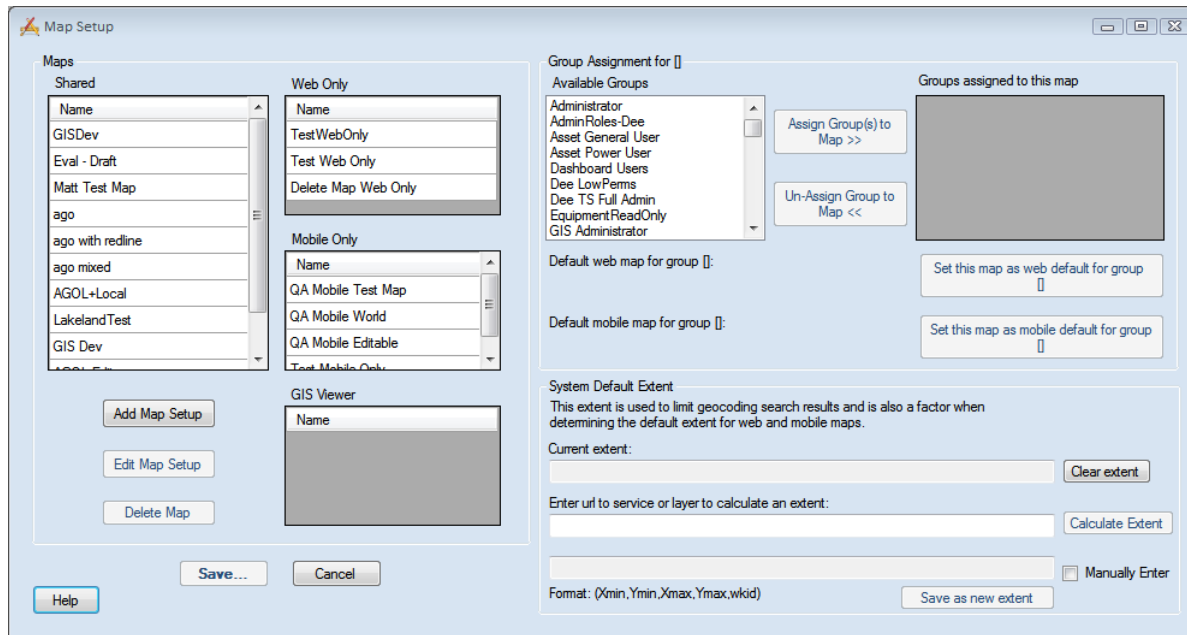 Map Setup
Maps
Shared
Name
GISDev
Eval - Draft
Matt Test Map
ago
ago with redline
ago mixed
AGOL+Local
LakelandTest
GIS Dev
Web Only
Name
TestWebOnly
Test Web Only
Delete Map Web Only
Mobile Only
Name
QA Mobile Test Map
QA Mobile World
QA Mobile Editable
Test Mobile Only
GIS Viewer
Name
Add Map Setup
Edit Map Setup
Delete Map
Save...
Cancel
Help
Group Assignment for []
Available Groups
Administrator
AdminRoles-Dee
Asset General User
Asset Power User
Dashboard Users
Dee LowPerms
Dee TS Full Admin
EquipmentReadOnly
GIS Administrator
Assign Group(s) to
Map >>
Un-Assign Group to
Map <<
Groups assigned to this map
Default web map for group []:
Set this map as web default for group
[]
Default mobile map for group []:
Set this map as mobile default for group
[]
System Default Extent
This extent is used to limit geocoding search results and is also a factor when
determining the default extent for web and mobile maps.
Current extent:
Clear extent
Enter url to service or layer to calculate an extent:
Calculate Extent
Manually Enter
Format: (Xmin,Ymin,Xmax,Ymax,wkid)
Save as new extent